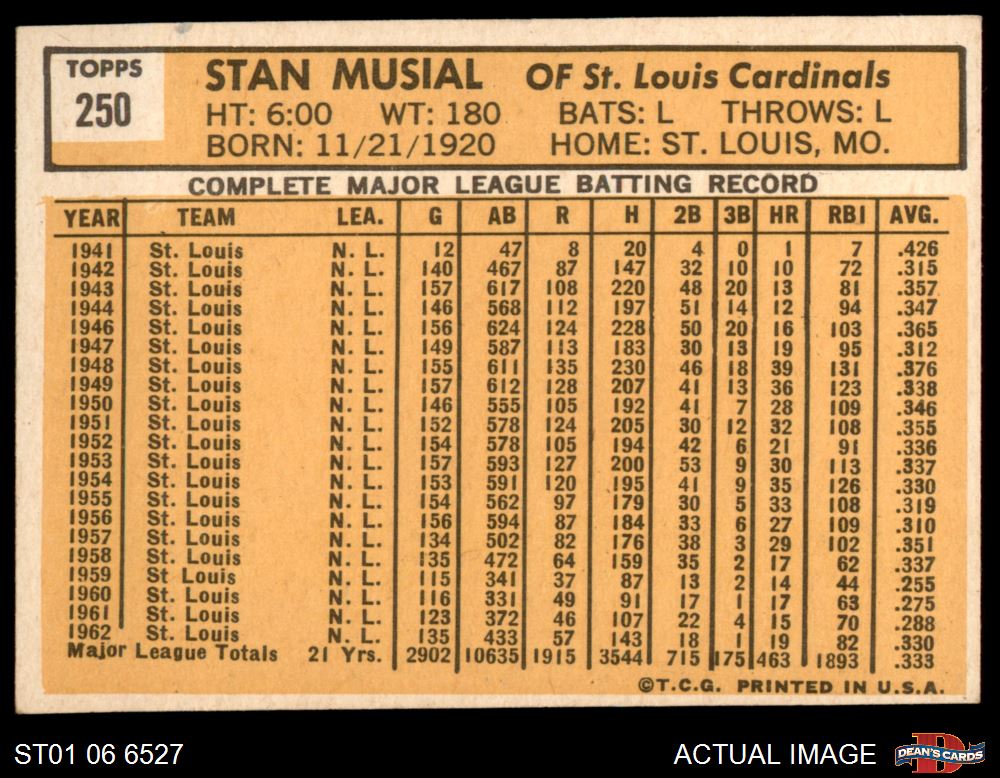 TOPPS
250
STAN MUSIAL OF St. Louis Cardinals
HT: 6:00 WT: 180 BATS: L THROWS: L
BORN: 11/21/1920 HOME: ST. LOUIS, MO.
COMPLETE MAJOR LEAGUE BATTING RECORD
YEAR TEAM LEA. G AB R H 2B 3B HR RBI AVG.
1941 St. Louis N. L. 12 47 8 20 4 0 1 7 .426
1942 St. Louis N. L. 140 467 87 147 32 10 10 72 .315
1943 St. Louis N. L. 157 617 108 220 48 20 13 81 .357
1944 St. Louis N. L. 146 568 112 197 51 14 12 94 .347
1946 St. Louis N. L. 156 624 124 228 50 20 16 103 .365
1947 St. Louis N. L. 149 587 113 183 30 13 19 95 .312
1948 St. Louis N. L. 155 611 135 230 46 18 39 131 .376
1949 St. Louis N. L. 157 612 128 207 41 13 36 123 .338
1950 St. Louis N. L. 146 555 105 192 41 7 28 109 .346
1951 St. Louis N. L. 152 578 124 205 30 12 32 108 .355
1952 St. Louis N. L. 154 578 105 194 42 6 21 91 .336
1953 St. Louis N. L. 157 593 127 200 53 9 30 113 .337
1954 St. Louis N. L. 153 591 120 195 41 9 35 126 .330
1955 St. Louis N. L. 154 562 97 179 30 5 33 108 .319
1956 St. Louis N. L. 156 594 87 184 33 6 27 109 .310
1957 St. Louis N. L. 134 502 82 176 38 3 29 102 .351
1958 St. Louis N. L. 135 472 64 159 35 2 17 62 .337
1959 St Louis N. L. 115 341 37 87 13 2 14 44 .255
1960 St. Louis N. L. 116 331 49 91 17 1 17 63 .275
1961 St. Louis N. L. 123 372 46 107 22 4 15 70 .288
1962 St. Louis N. L. 135 433 57 143 18 1 19 82 .330
Major League Totals 21 Yrs. 2902 10635 1915 3544 715 175 463 1893 .333
©T.C.G. PRINTED IN U.S.A.
ST01 06 6527 ACTUAL IMAGE DEAN'S CARDS